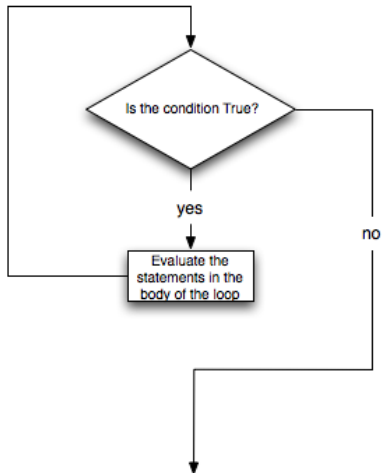 Is the condition True?
yes
no
Evaluate the
statements in the
body of the loop